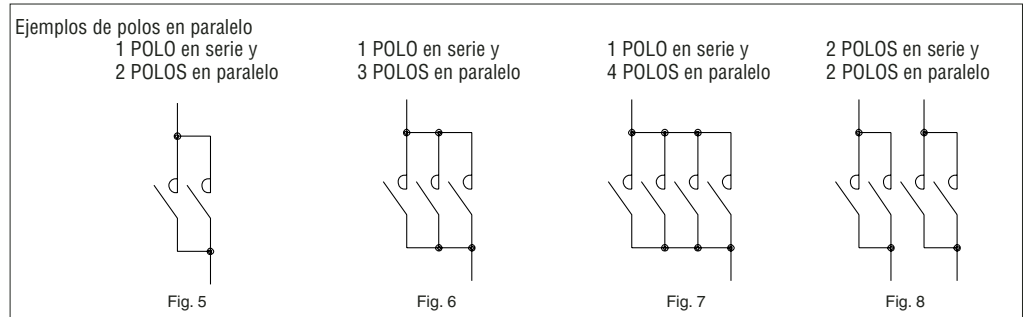 Ejemplos de polos en paralelo
1 POLO en serie y
2 POLOS en paralelo
1 POLO en serie y
3 POLOS en paralelo
1 POLO en serie y
4 POLOS en paralelo
2 POLOS en serie y
2 POLOS en paralelo
Fig. 5
Fig. 6
Fig. 7
Fig. 8